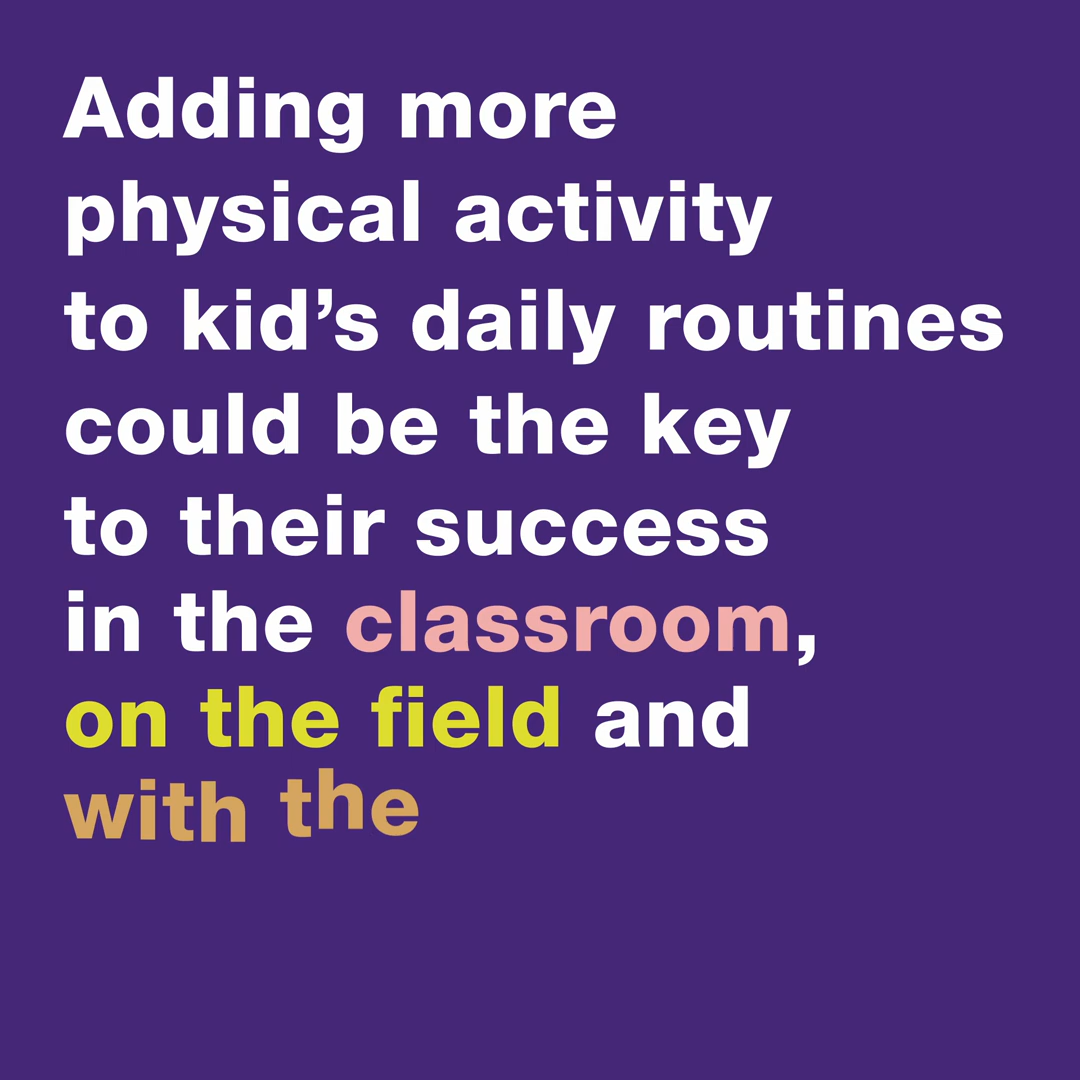 Adding more
physical activity
to kid’s daily routines
could be the key
to their success
in the classroom,
on the field and
with the